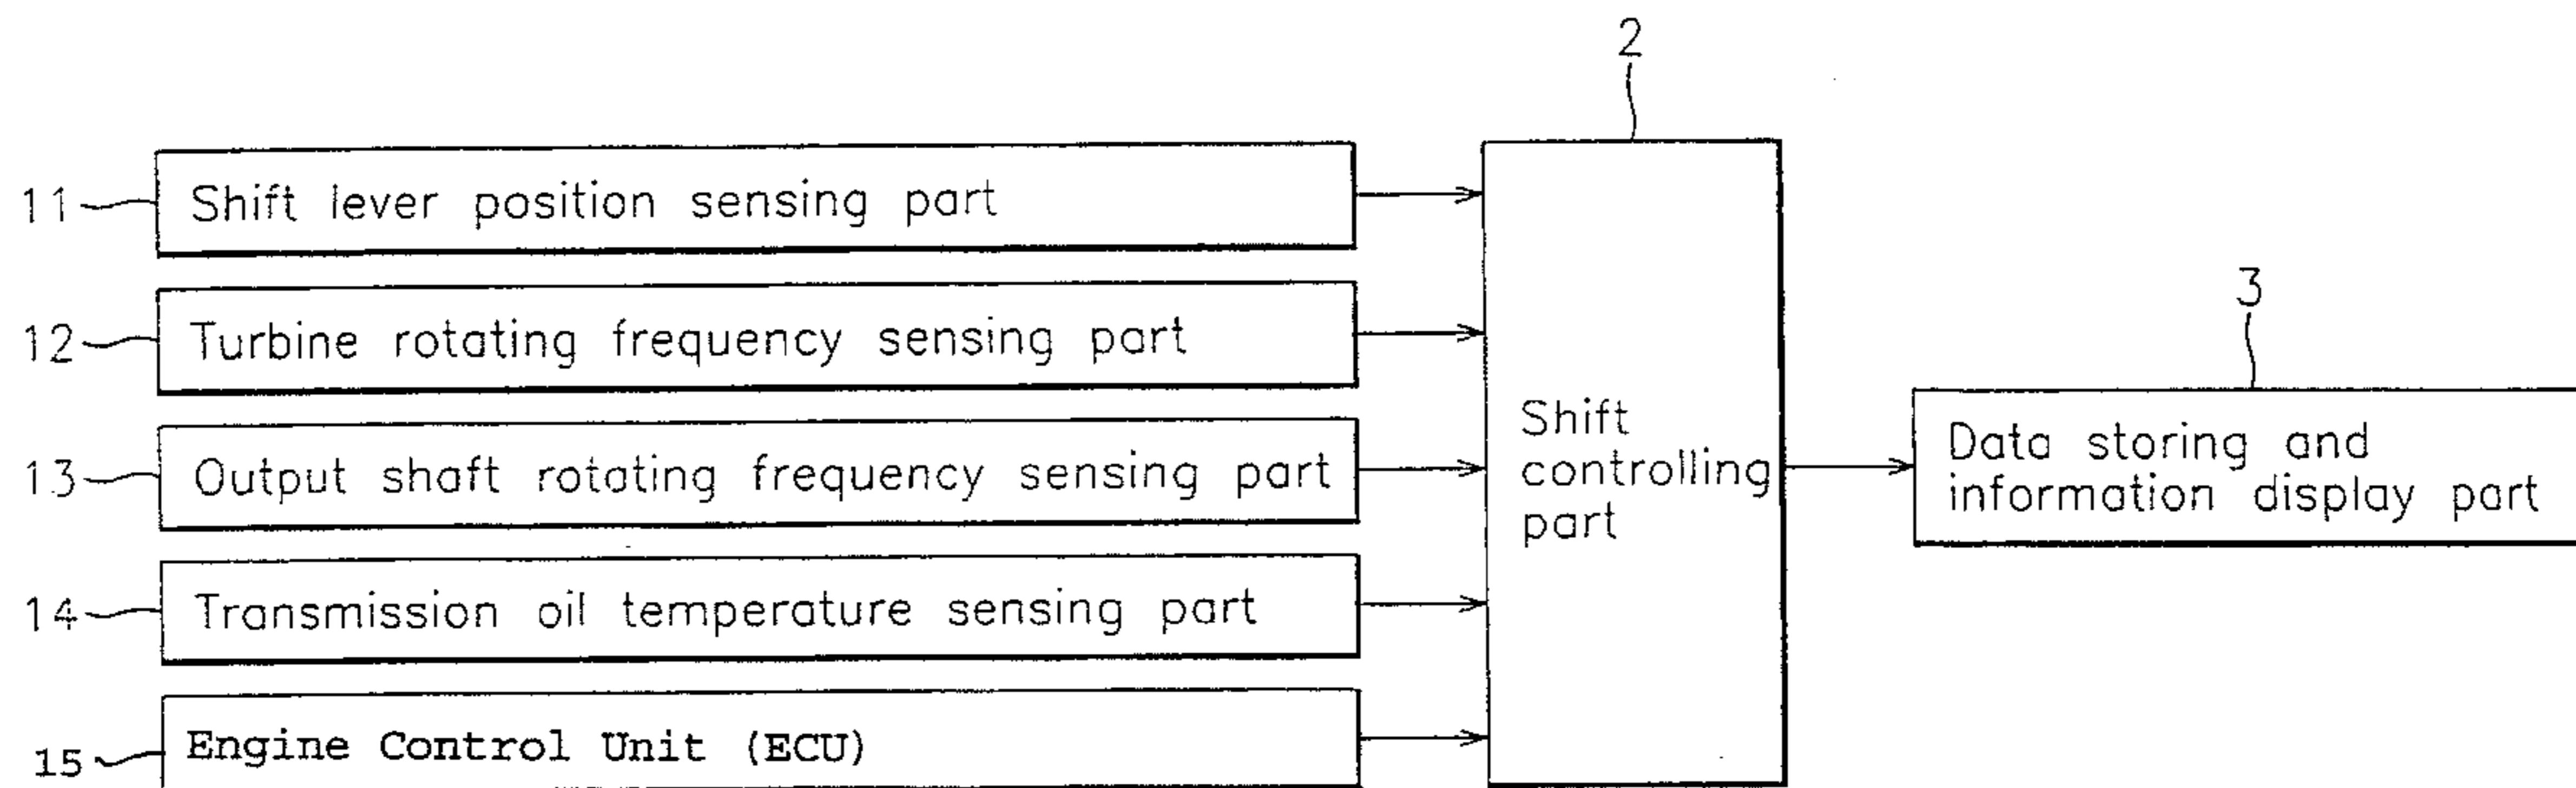 2
11 Shift lever position sensing part
12 Turbine rotating frequency sensing part
13 Output shaft rotating frequency sensing part
14 Transmission oil temperature sensing part
15 Engine Control Unit (ECU)
Shift
controlling
part
3
Data storing and
information display part